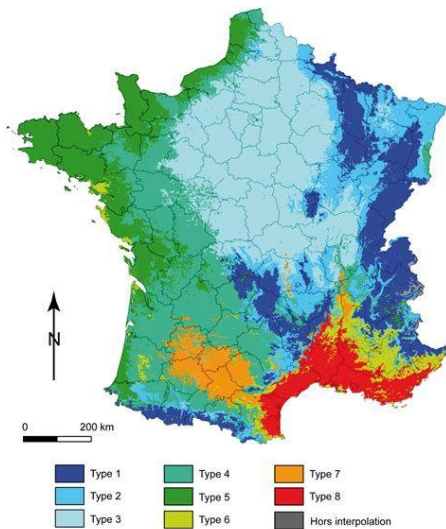 N
0 200 km
Type 1
Type 4
Type 7
Type 2
Type 5
Type 8
Type 3
Type 6
Hors interpolation